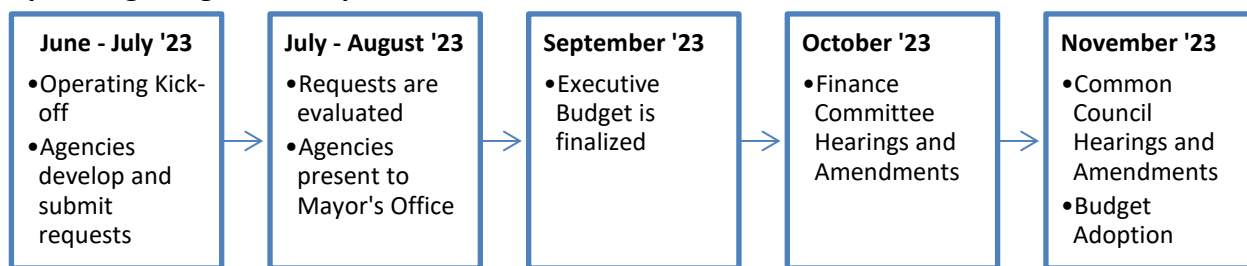 June - July '23
•Operating Kick-
off
•Agencies
develop and
submit
requests
July - August '23
•Requests are
evaluated
•Agencies
present to
Mayor's Office
September '23
•Executive
Budget is
finalized
October '23
•Finance
Committee
Hearings and
Amendments
November '23
•Common
Council
Hearings and
Amendments
•Budget
Adoption